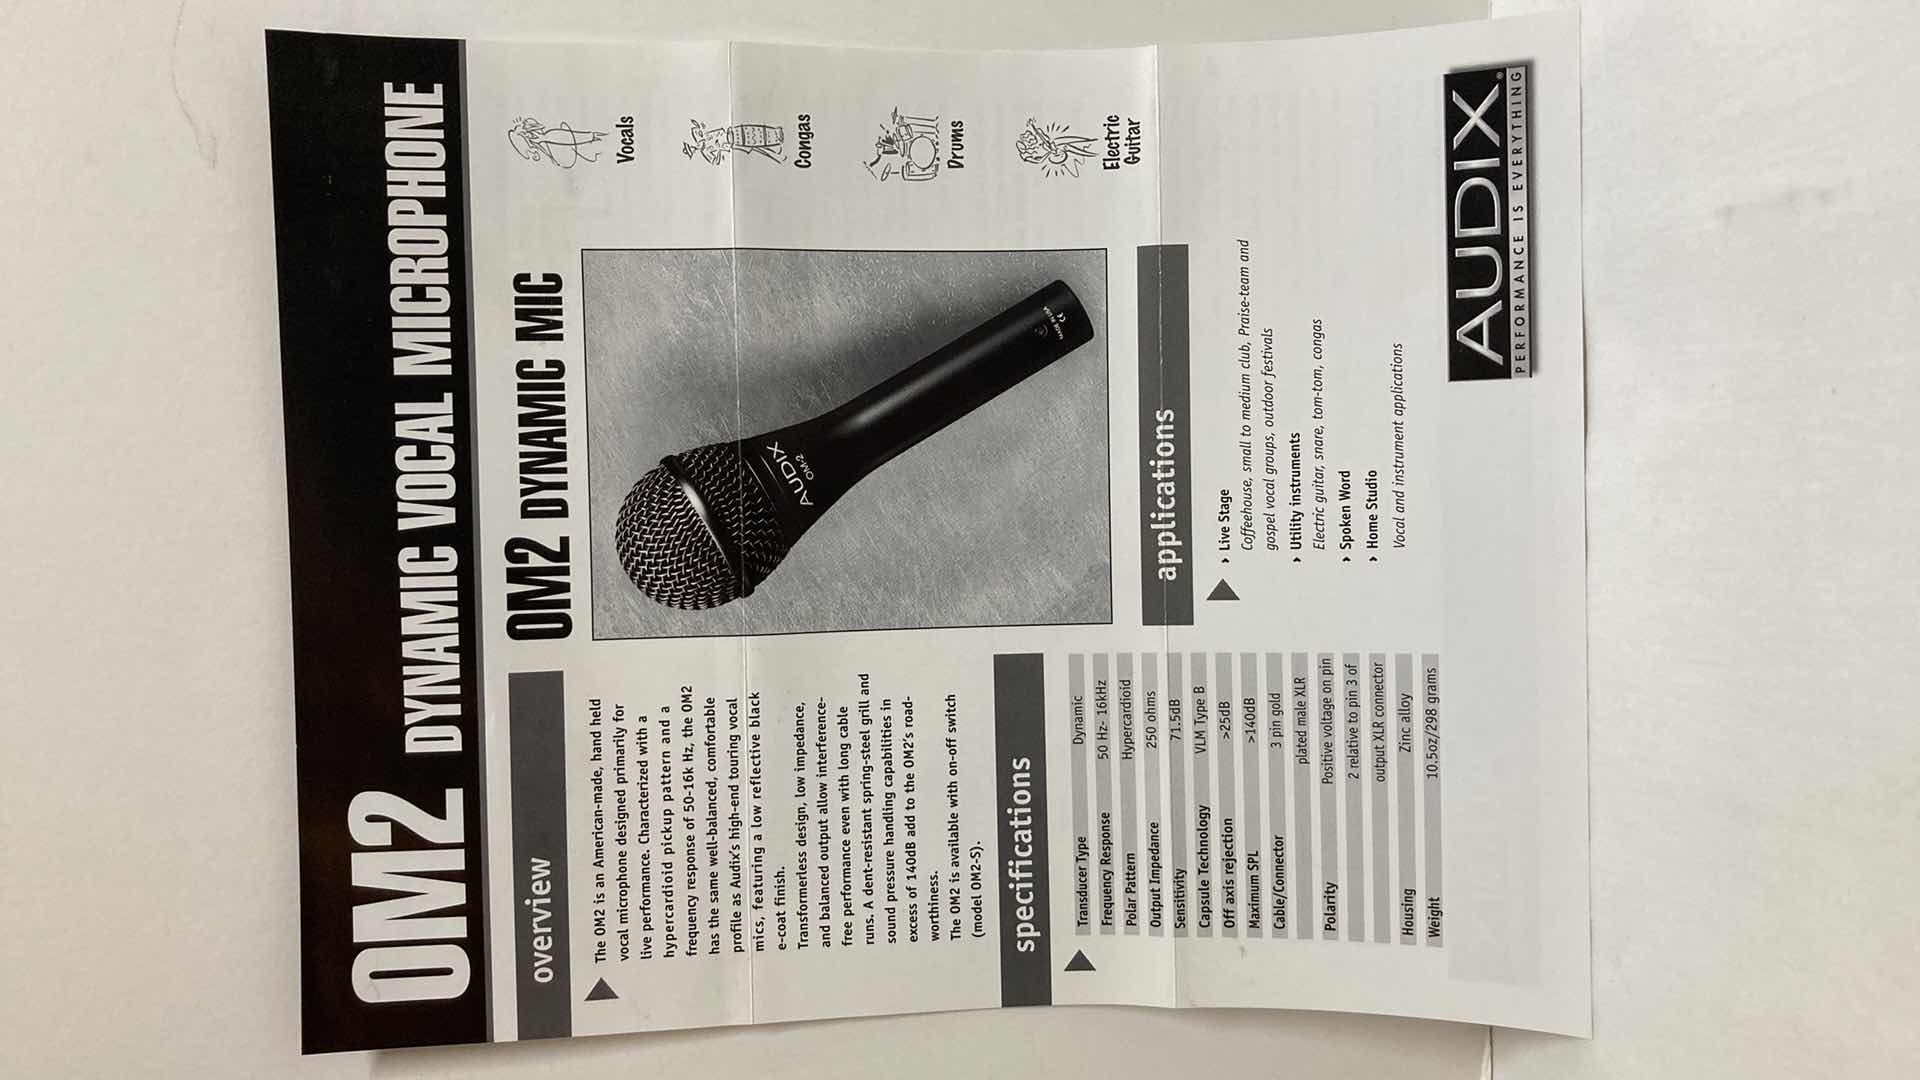 OM2 DYNAMIC VOCAL MICROPHONE
OM2 DYNAMIC MIC
Vocals
Congas
Drums
Electric
Guitar
overview
The OM2 is an American-made, hand held
vocal microphone designed primarily for
live performance. Characterized with a
hypercardioid pickup pattern and a
frequency response of 50-16k Hz, the OM2
has the same well-balanced, comfortable
profile as Audix's high-end touring vocal
mics, featuring a low reflective black
e-coat finish.
Transformerless design, low impedance,
and balanced output allow interference-
free performance even with long cable
runs. A dent-resistant spring-steel grill and
sound pressure handling capabilities in
excess of 140dB add to the OM2's road-
worthiness.
The OM2 is available with on-off switch
(model OM2-S).
AUDIX
OM-2
MADE IN USA
CE
specifications
Transducer Type Dynamic
Frequency Response 50 Hz- 16kHz
Polar Pattern Hypercardioid
Output Impedance 250 ohms
Sensitivity 71.5dB
Capsule Technology VLM Type B
Off axis rejection >25dB
Maximum SPL >140dB
Cable/Connector 3 pin gold
plated male XLR
Polarity Positive voltage on pin
2 relative to pin 3 of
output XLR connector
Housing Zinc alloy
Weight 10.5oz/298 grams
applications
› Live Stage
Coffeehouse, small to medium club, Praise-team and
gospel vocal groups, outdoor festivals
› Utility instruments
Electric guitar, snare, tom-tom, congas
› Spoken Word
› Home Studio
Vocal and instrument applications
AUDIX®
PERFORMANCE IS EVERYTHING